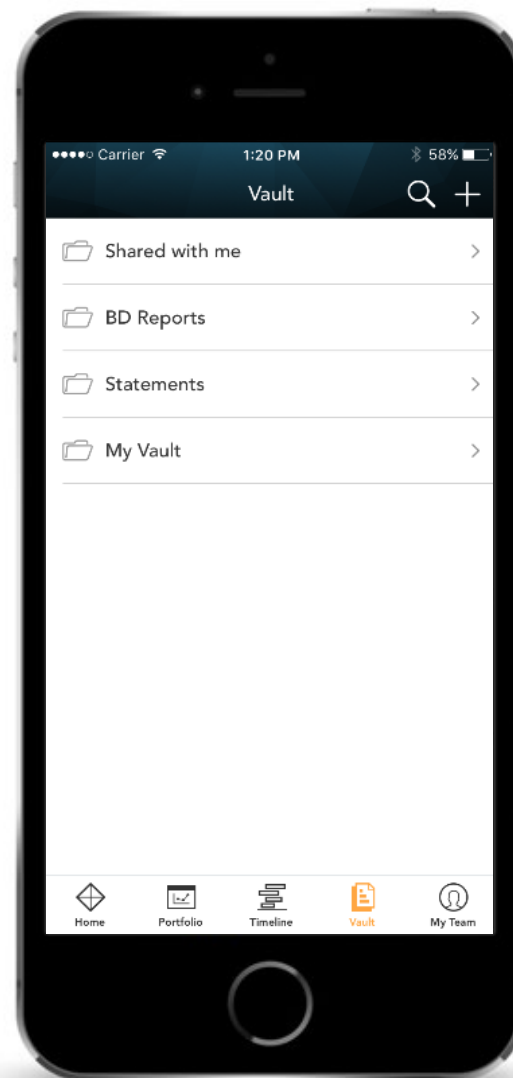 ●●●●○ Carrier 1:20 PM 58%
Vault
Shared with me
BD Reports
Statements
My Vault
Home Portfolio Timeline Vault My Team